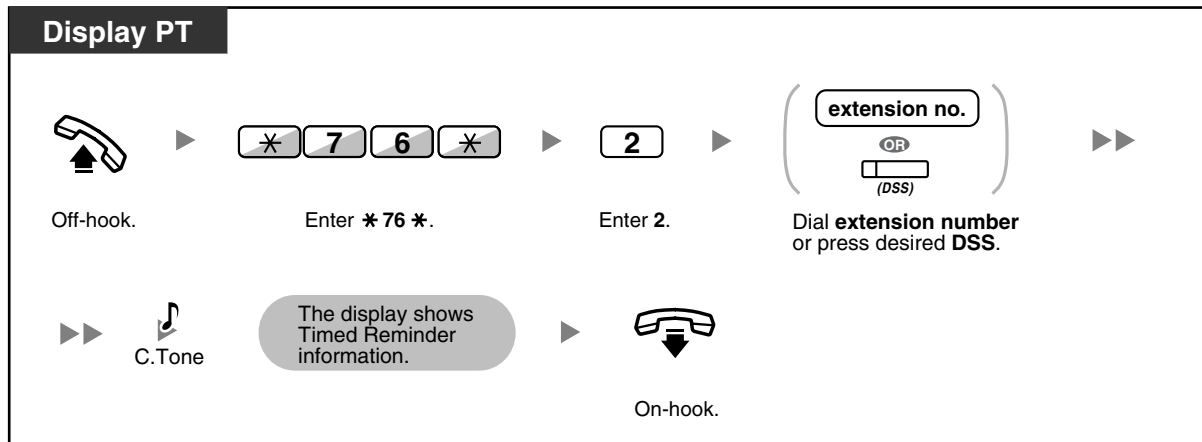 Display PT
* 7 6 *
2
extension no.
OR
(DSS)
Off-hook.
Enter * 76 *.
Enter 2.
Dial extension number
or press desired DSS.
C.Tone
The display shows
Timed Reminder
information.
On-hook.